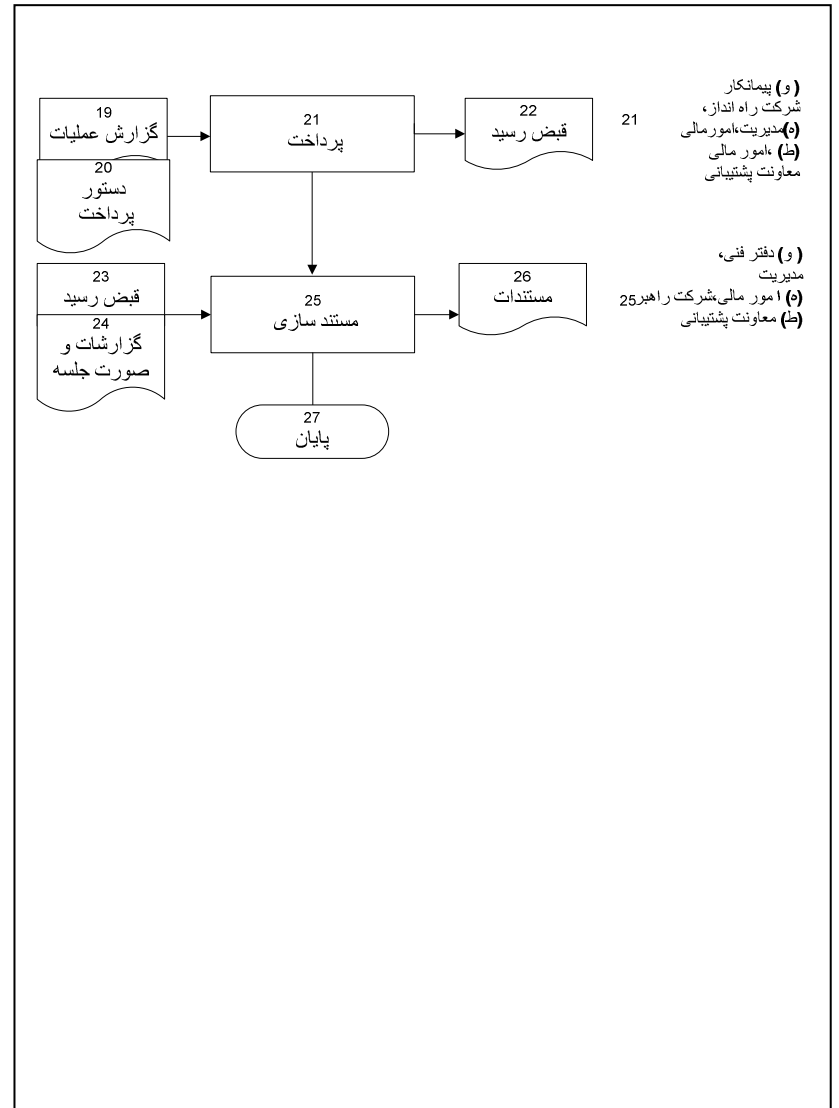 19
گزارش عملیات
20
دستور
پرداخت
21
پرداخت
22
قبض رسید
21
( و) پیمانکار
شرکت راه انداز،
(ه)مدیریت،امورمالی
(ط) ،امور مالی
معاونت پشتیبانی
23
قبض رسید
24
گزارشات و
صورت جلسه
25
مستند سازی
26
مستندات
( و) دفتر فنی،
مدیریت
(ه) ا مور مالی،شرکت راهبر25
(ط) معاونت پشتیبانی
27
پایان